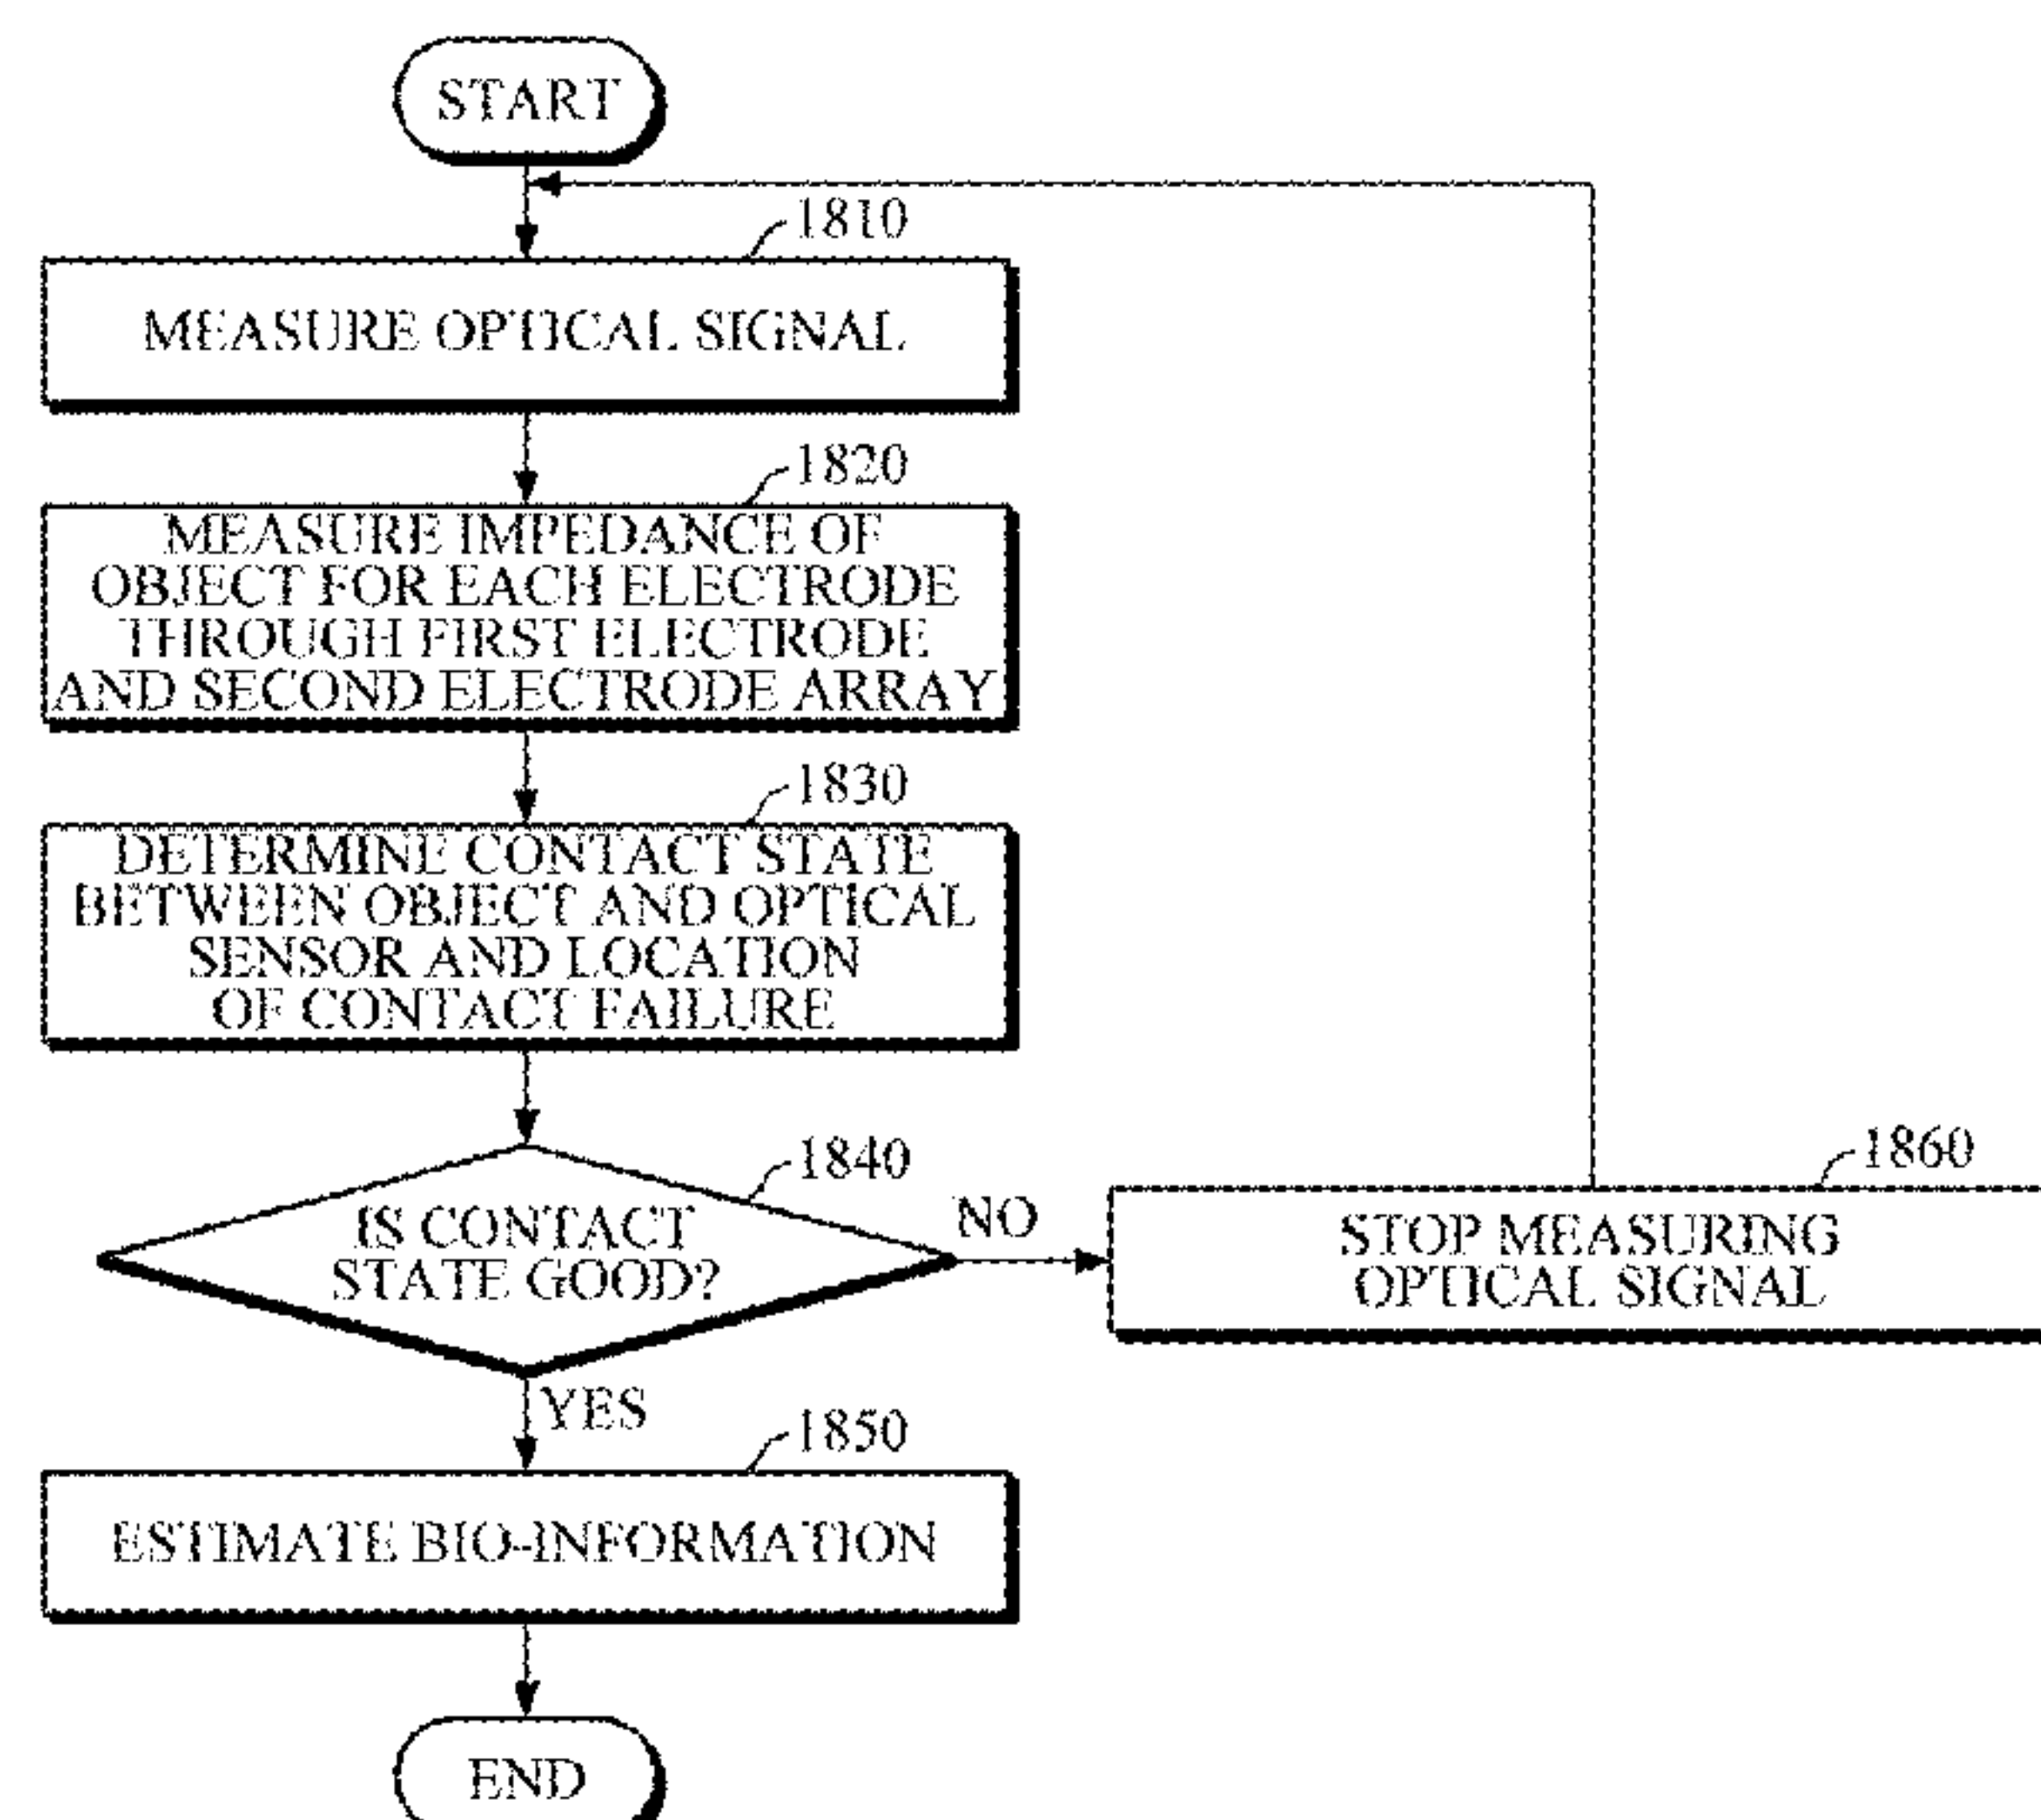 START
1810
MEASURE OPTICAL SIGNAL
1820
MEASURE IMPEDANCE OF
OBJECT FOR EACH ELECTRODE
THROUGH FIRST ELECTRODE
AND SECOND ELECTRODE ARRAY
1830
DETERMINE CONTACT STATE
BETWEEN OBJECT AND OPTICAL
SENSOR AND LOCATION
OF CONTACT FAILURE
1840
IS CONTACT
STATE GOOD?
NO
1860
STOP MEASURING
OPTICAL SIGNAL
YES
1850
ESTIMATE BIO-INFORMATION
END